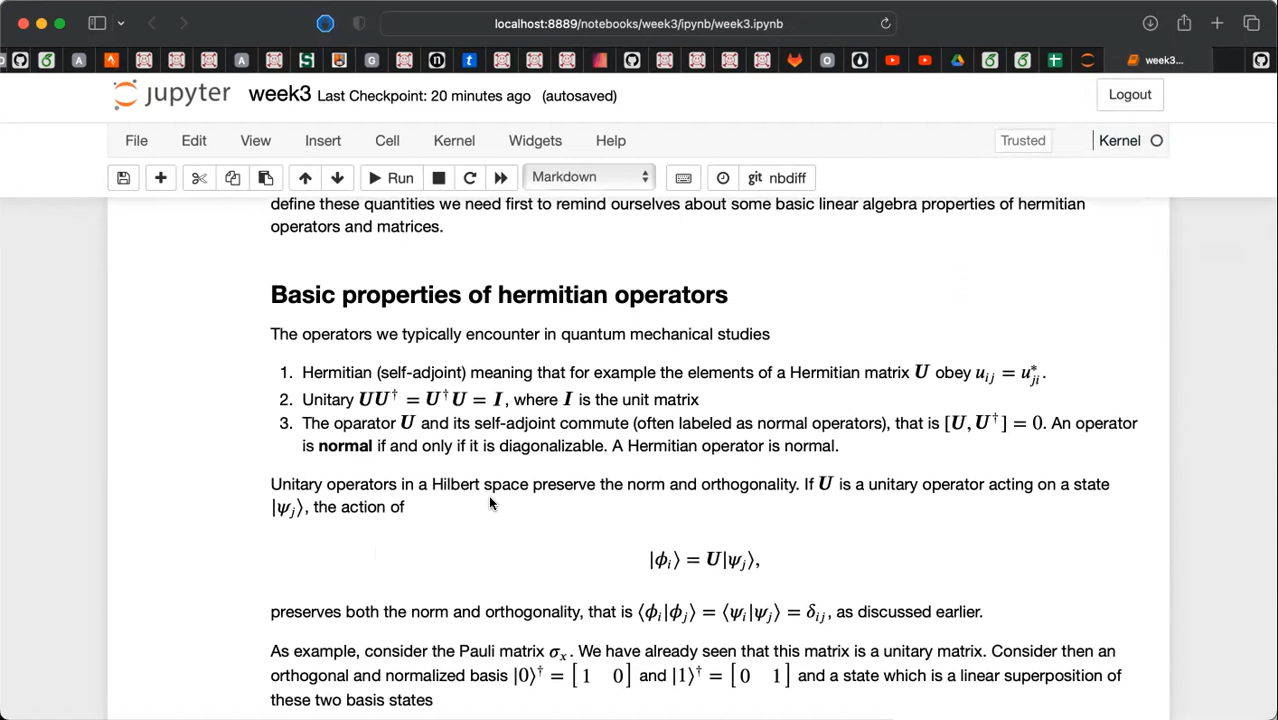 localhost:8889/notebooks/week3/ipynb/week3.ipynb
week3...
jupyter week3 Last Checkpoint: 20 minutes ago (autosaved) Logout
File Edit View Insert Cell Kernel Widgets Help Trusted Kernel
Run Markdown git nbdiff
define these quantities we need first to remind ourselves about some basic linear algebra properties of hermitian
operators and matrices.
Basic properties of hermitian operators
The operators we typically encounter in quantum mechanical studies
1. Hermitian (self-adjoint) meaning that for example the elements of a Hermitian matrix U obey u_{ij} = u_{ji}^*.
2. Unitary UU† = U†U = I, where I is the unit matrix
3. The oparator U and its self-adjoint commute (often labeled as normal operators), that is [U, U†] = 0. An operator
is normal if and only if it is diagonalizable. A Hermitian operator is normal.
Unitary operators in a Hilbert space preserve the norm and orthogonality. If U is a unitary operator acting on a state
|ψ_j⟩, the action of
|ϕ_i⟩ = U|ψ_j⟩,
preserves both the norm and orthogonality, that is ⟨ϕ_i|ϕ_j⟩ = ⟨ψ_i|ψ_j⟩ = δ_{ij}, as discussed earlier.
As example, consider the Pauli matrix σ_x. We have already seen that this matrix is a unitary matrix. Consider then an
orthogonal and normalized basis |0⟩† = [1 0] and |1⟩† = [0 1] and a state which is a linear superposition of
these two basis states